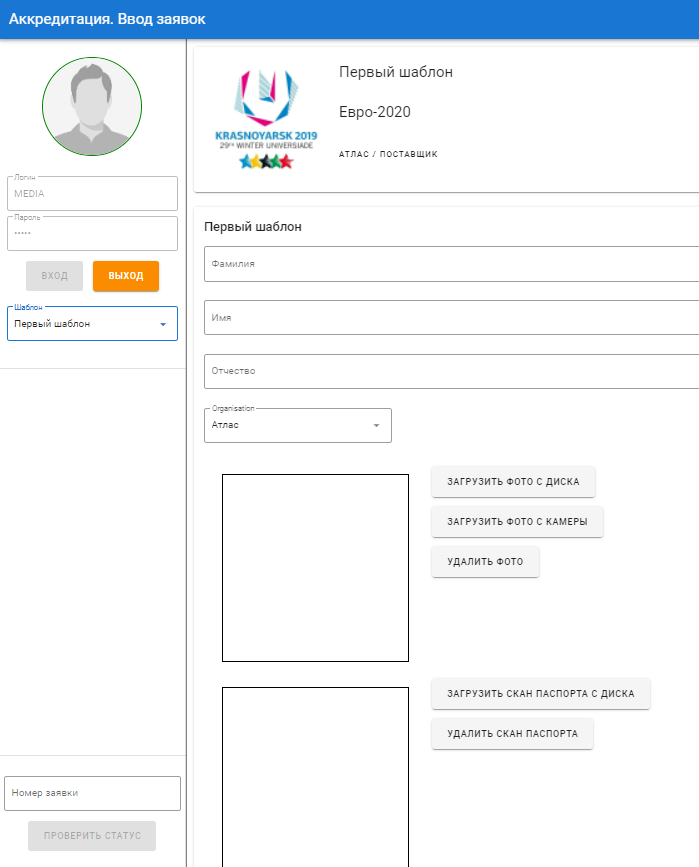 Аккредитация. Ввод заявок
Логин
MEDIA
Пароль
•••••
ВХОД
ВЫХОД
Шаблон
Первый шаблон
Номер заявки
ПРОВЕРИТЬ СТАТУС
KRASNOYARSK 2019
29TH WINTER UNIVERSIADE
Первый шаблон
Евро-2020
АТЛАС / ПОСТАВЩИК
Первый шаблон
Фамилия
Имя
Отчество
Organisation
Атлас
ЗАГРУЗИТЬ ФОТО С ДИСКА
ЗАГРУЗИТЬ ФОТО С КАМЕРЫ
УДАЛИТЬ ФОТО
ЗАГРУЗИТЬ СКАН ПАСПОРТА С ДИСКА
УДАЛИТЬ СКАН ПАСПОРТА